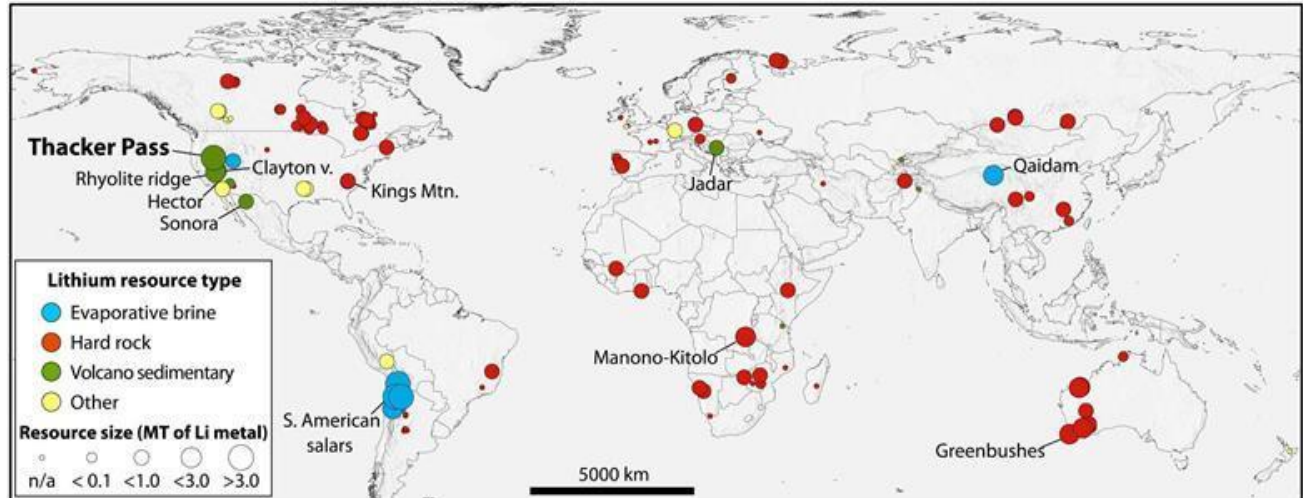 Thacker Pass
Clayton v.
Rhyolite ridge
Hector
Kings Mtn.
Sonora
Jadar
Qaidam
Manono-Kitolo
S. American
salars
Greenbushes
5000 km
Lithium resource type
Evaporative brine
Hard rock
Volcano sedimentary
Other
Resource size (MT of Li metal)
n/a < 0.1 <1.0 <3.0 >3.0